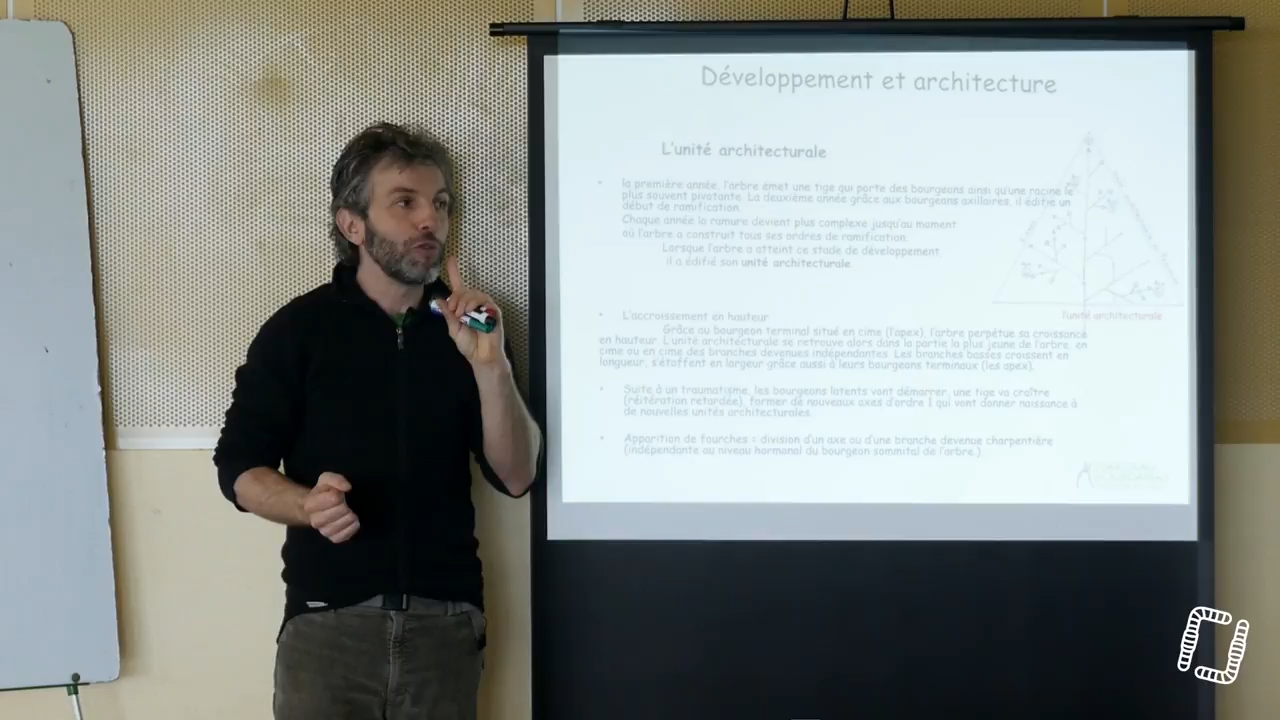 Développement et architecture
L'unité architecturale
la première année, l'arbre émet une tige qui porte des bourgeons ainsi qu'une racine le
plus souvent pivotante. La deuxième année grâce aux bourgeons axillaires, il édifie un
début de ramification.
Chaque année la ramure devient plus complexe jusqu'au moment
où l'arbre a construit tous ses ordres de ramification.
Lorsque l'arbre a atteint ce stade de développement
il a édifié son unité architecturale.
l'unité architecturale
L'accroissement en hauteur
Grâce au bourgeon terminal situé en cime (l'apex), l'arbre perpétue sa croissance
en hauteur. L'unité architecturale se retrouve alors dans la partie la plus jeune de l'arbre, en
cime ou en cime des branches devenues indépendantes. Les branches basses croissent en
longueur, s'étoffent en largeur grâce aussi à leurs bourgeons terminaux (les apex).
Suite à un traumatisme, les bourgeons latents vont démarrer, une tige va croître
(réitération retardée), former de nouveaux axes d'ordre I qui vont donner naissance à
de nouvelles unités architecturales.
Apparition de fourches = division d'un axe ou d'une branche devenue charpentière
(indépendante au niveau hormonal du bourgeon sommital de l'arbre.)